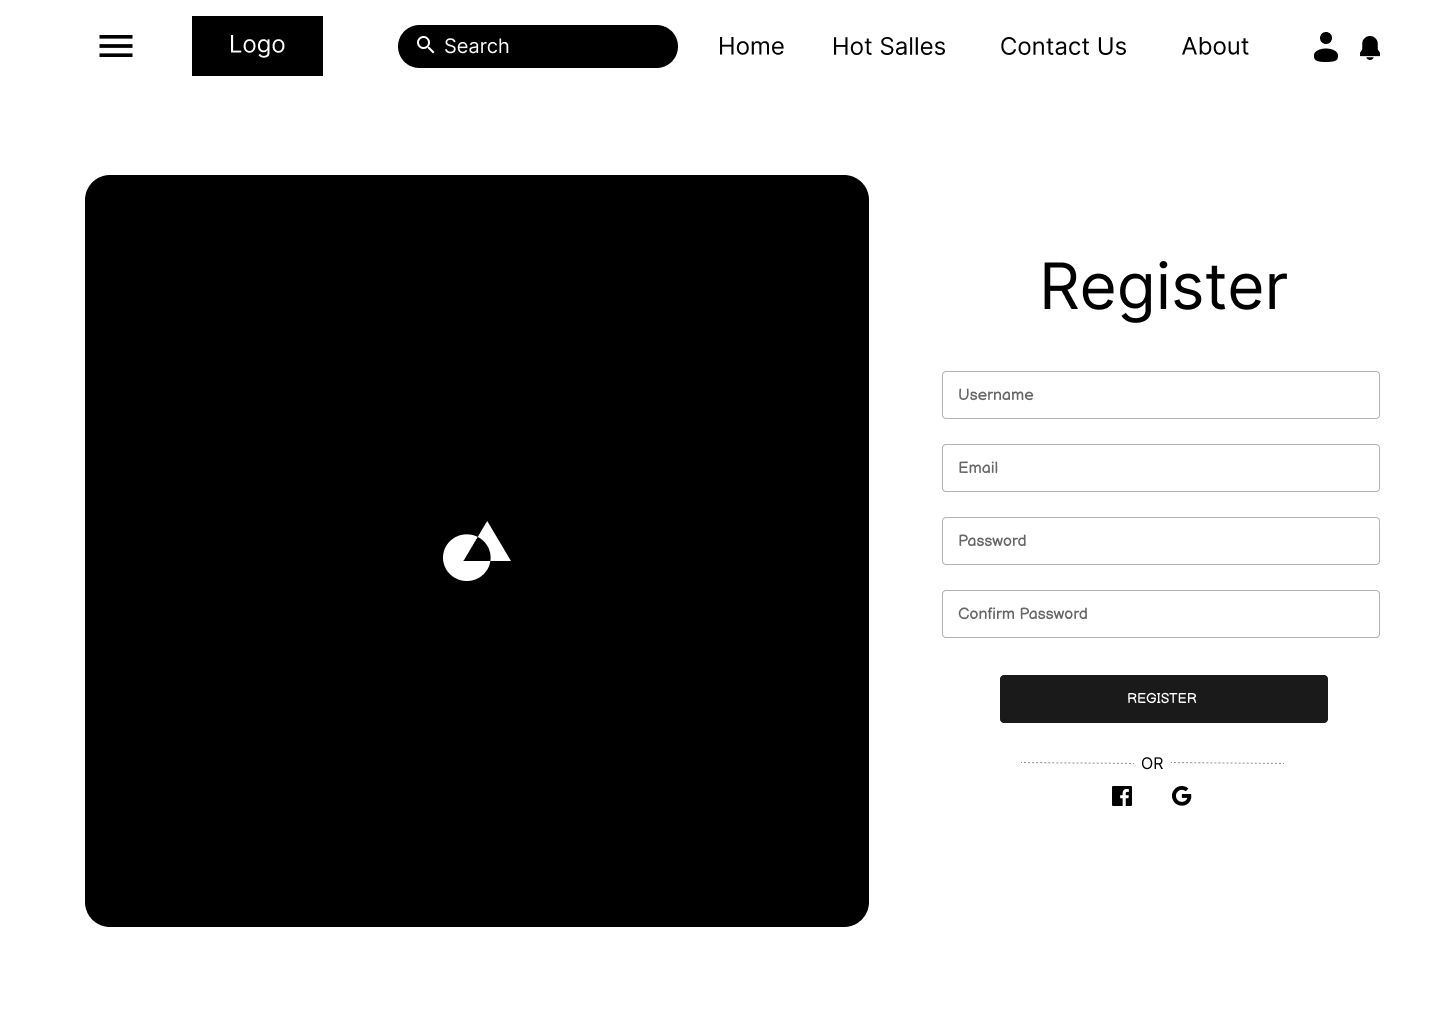 Logo
Search
Home
Hot Salles
Contact Us
About
Register
Username
Email
Password
Confirm Password
REGISTER
OR